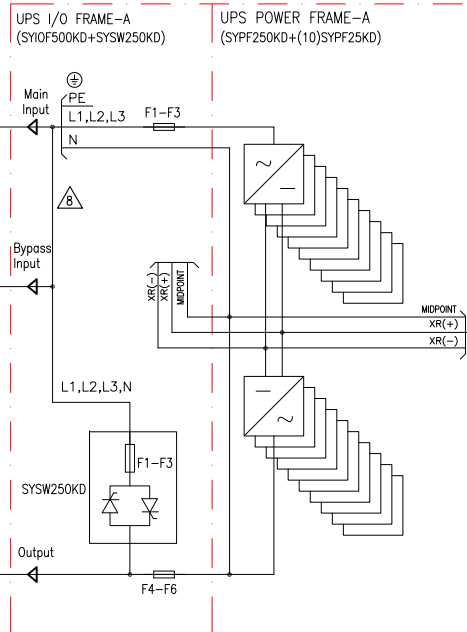 UPS I/O FRAME-A
(SYIOF500KD+SYSW250KD)
UPS POWER FRAME-A
(SYPF250KD+(10)SYPF25KD)
Main
Input
PE
L1,L2,L3
F1-F3
N
8
Bypass
Input
XR(-)
XR(+)
MIDPOINT
MIDPOINT
XR(+)
XR(-)
L1,L2,L3,N
F1-F3
SYSW250KD
Output
F4-F6